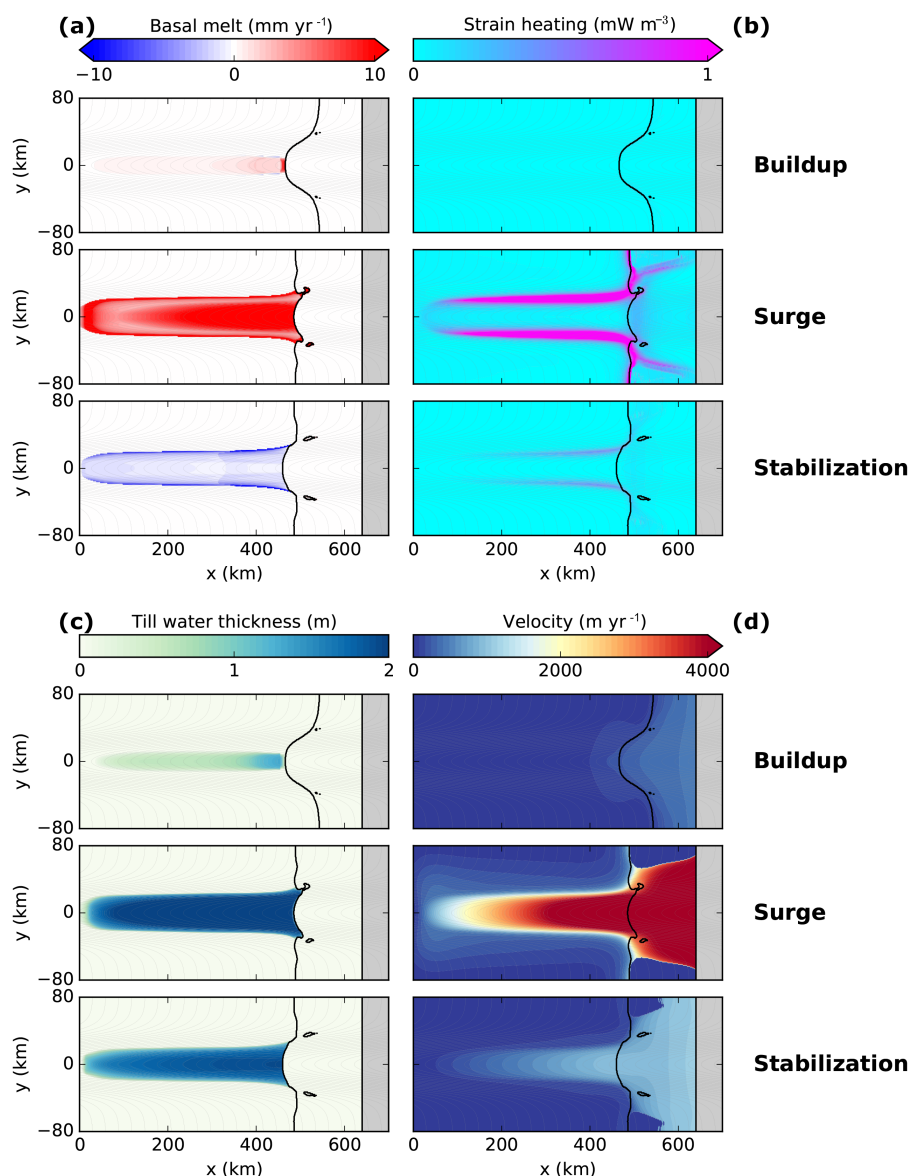 (a) Basal melt (mm yr⁻¹) Strain heating (mW m⁻³) (b)
−10 0 10 0 1
80
0
−80
y (km)
Buildup
80
0
−80
y (km)
Surge
80
0
−80
y (km)
Stabilization
0 200 400 600 0 200 400 600
x (km) x (km)
(c) Till water thickness (m) Velocity (m yr⁻¹) (d)
0 1 2 0 2000 4000
80
0
−80
y (km)
Buildup
80
0
−80
y (km)
Surge
80
0
−80
y (km)
Stabilization
0 200 400 600 0 200 400 600
x (km) x (km)